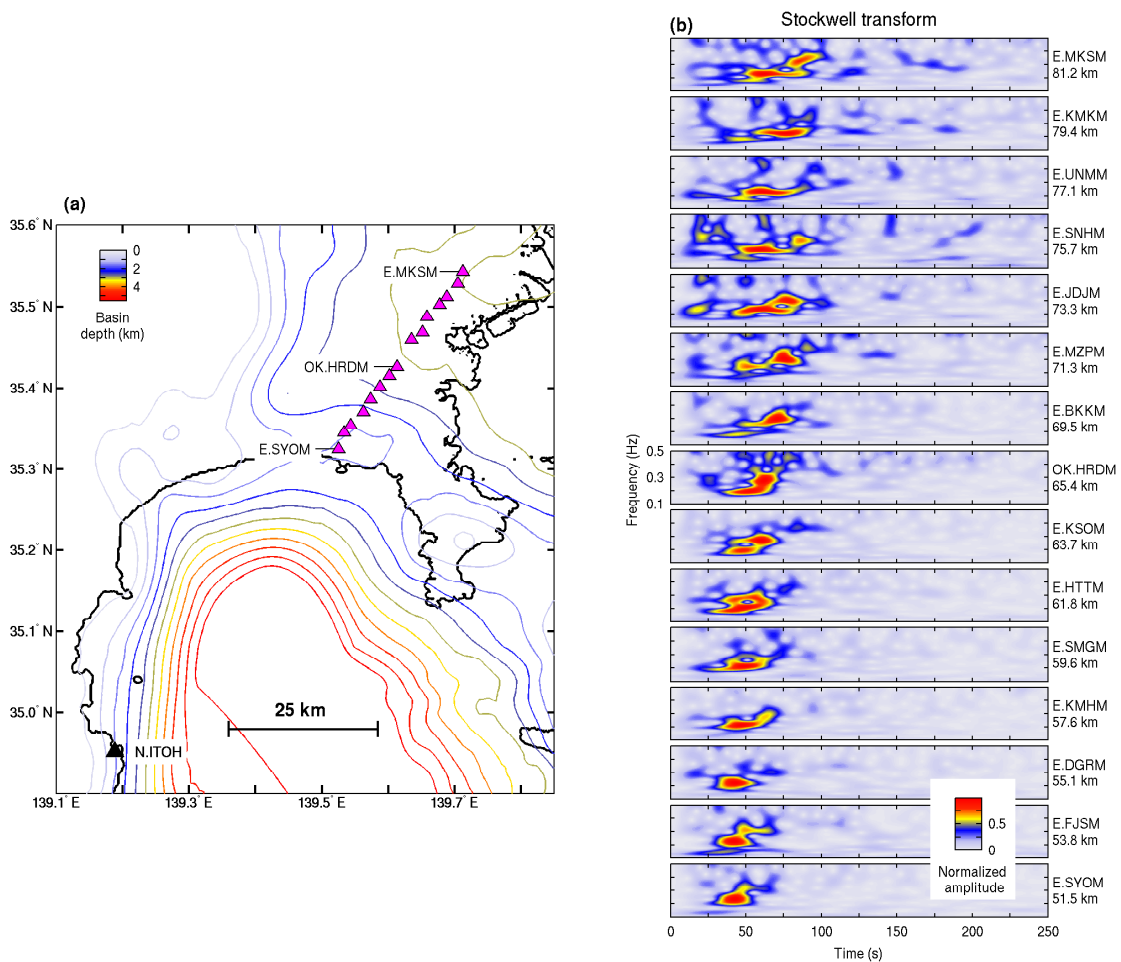 (a)
35.6° N
35.5° N
35.4° N
35.3° N
35.2° N
35.1° N
35.0° N
139.1° E
139.3° E
139.5° E
139.7° E
0
2
4
Basin
depth (km)
E.MKSM
OK.HRDM
E.SYOM
25 km
N.ITOH
(b)
Stockwell transform
E.MKSM
81.2 km
E.KMKM
79.4 km
E.UNMM
77.1 km
E.SNHM
75.7 km
E.JDJM
73.3 km
E.MZPM
71.3 km
E.BKKM
69.5 km
OK.HRDM
65.4 km
E.KSOM
63.7 km
E.HTTM
61.8 km
E.SMGM
59.6 km
E.KMHM
57.6 km
E.DGRM
55.1 km
E.FJSM
53.8 km
E.SYOM
51.5 km
Frequency (Hz)
0.5
0.3
0.1
0.5
0
Normalized
amplitude
0
50
100
150
200
250
Time (s)